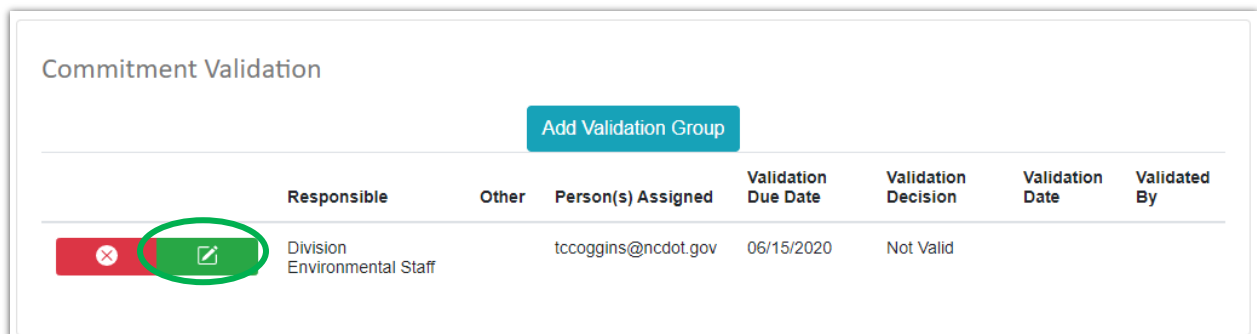 Commitment Validation
Add Validation Group
Responsible Other Person(s) Assigned Validation Due Date Validation Decision Validation Date Validated By
Division tccoggins@ncdot.gov 06/15/2020 Not Valid
Environmental Staff